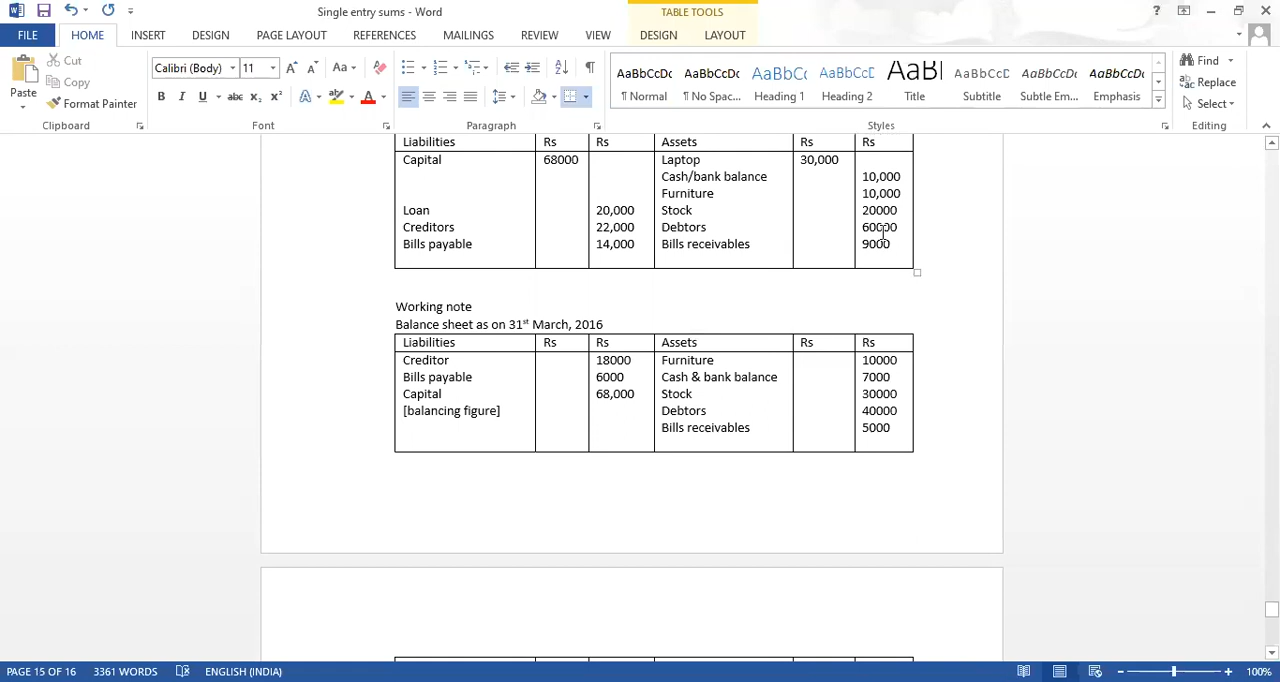 Single entry sums - Word
TABLE TOOLS
FILE HOME INSERT DESIGN PAGE LAYOUT REFERENCES MAILINGS REVIEW VIEW DESIGN LAYOUT
Paste
Cut
Copy
Format Painter
Clipboard
Calibri (Body) 11
Font
Paragraph
AaBbCcDc AaBbCcDc AaBbCc AaBbCcD AaBl AaBbCcD AaBbCcDc AaBbCcDc
¶ Normal ¶ No Spac... Heading 1 Heading 2 Title Subtitle Subtle Em... Emphasis
Styles
Find
Replace
Select
Editing
Liabilities Rs Rs Assets Rs Rs
Capital 68000 Laptop 30,000
Cash/bank balance 10,000
Furniture 10,000
Loan 20,000 Stock 20000
Creditors 22,000 Debtors 60000
Bills payable 14,000 Bills receivables 9000
Working note
Balance sheet as on 31st March, 2016
Liabilities Rs Rs Assets Rs Rs
Creditor 18000 Furniture 10000
Bills payable 6000 Cash & bank balance 7000
Capital 68,000 Stock 30000
[balancing figure] Debtors 40000
Bills receivables 5000
PAGE 15 OF 16 3361 WORDS ENGLISH (INDIA) 100%